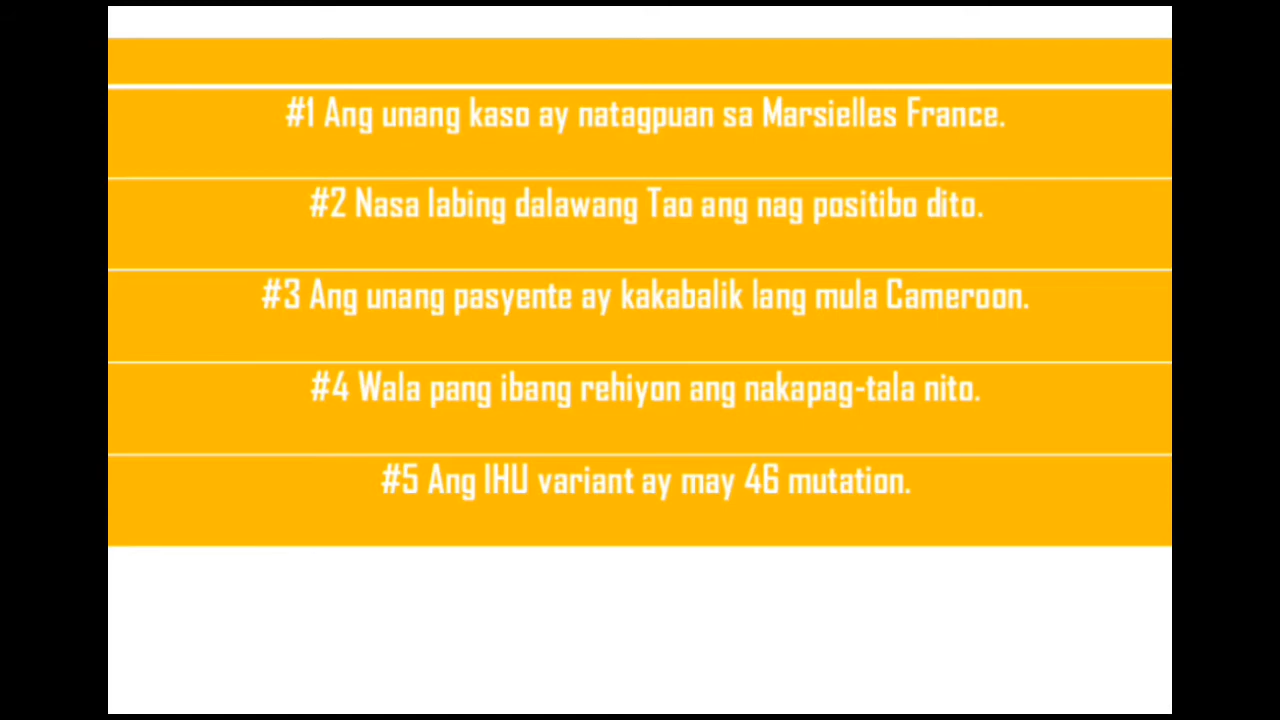 #1 Ang unang kaso ay natagpuan sa Marsielles France.
#2 Nasa labing dalawang Tao ang nag positibo dito.
#3 Ang unang pasyente ay kakabalik lang mula Cameroon.
#4 Wala pang ibang rehiyon ang nakapag-tala nito.
#5 Ang IHU variant ay may 46 mutation.